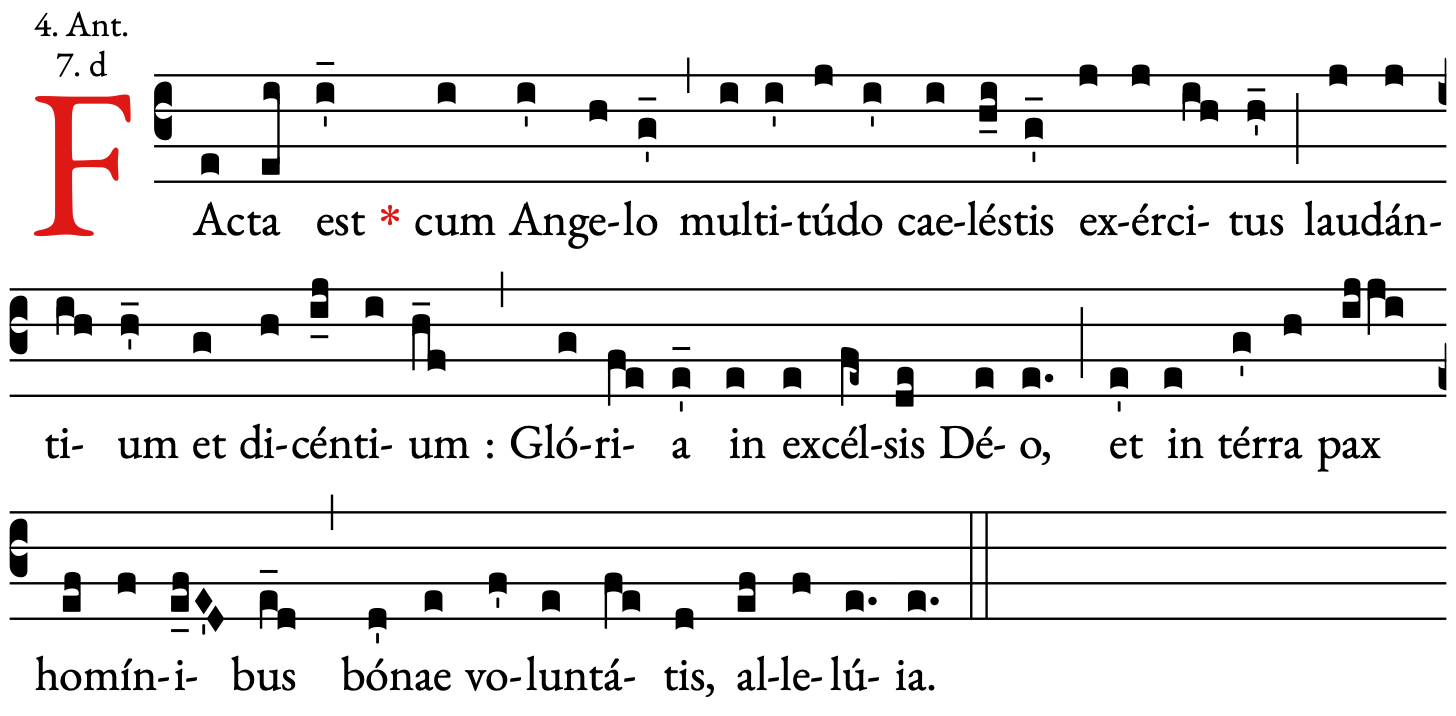 4. Ant.
7. d
FActa est * cum Ange-lo multi-túdo cae-léstis ex-érci- tus laudán-
ti- um et di-cénti- um : Gló-ri- a in excél-sis Dé- o, et in térra pax
homín-i- bus bónae vo-luntá- tis, al-le-lú- ia.